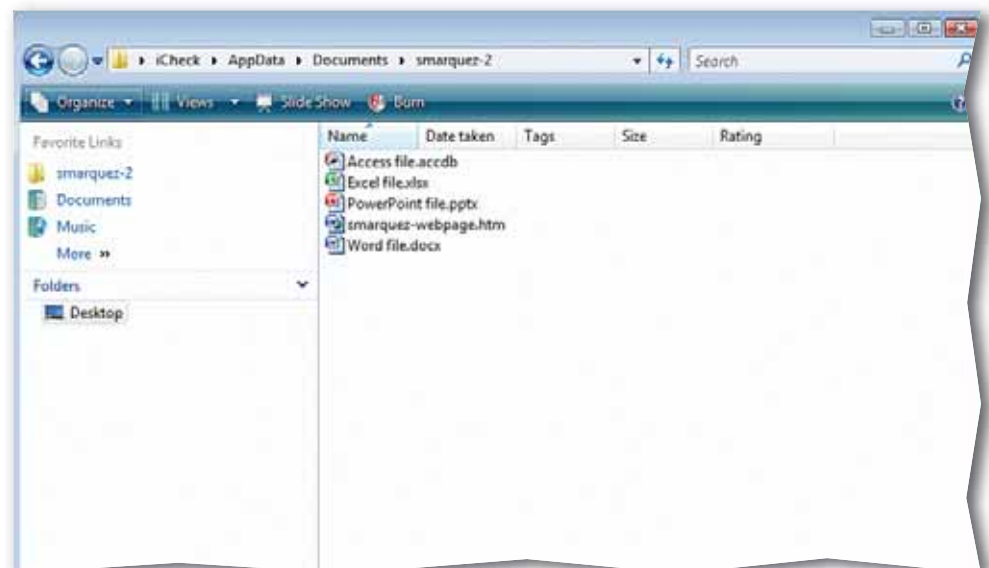 iCheck ▸ AppData ▸ Documents ▸ smarquez-2
Search
Organize Views Slide Show Burn
Favorite Links
smarquez-2
Documents
Music
More »
Folders
Desktop
Name Date taken Tags Size Rating
Access file.accdb
Excel file.xlsx
PowerPoint file.pptx
smarquez-webpage.htm
Word file.docx